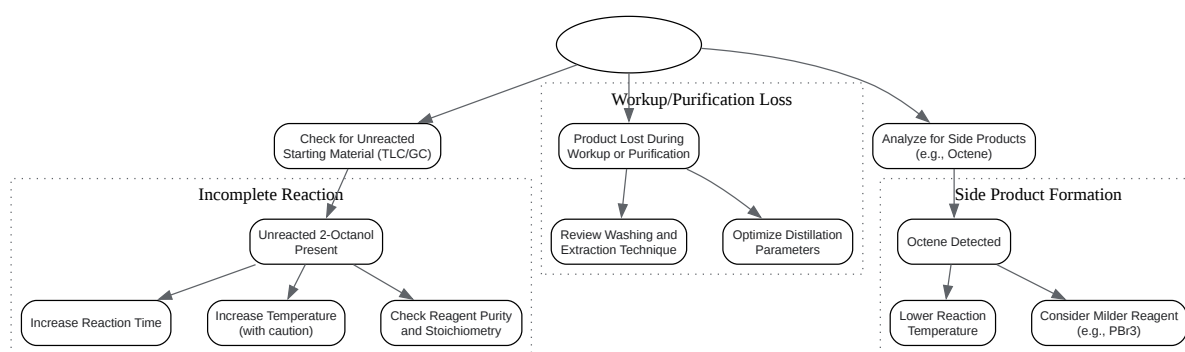 Workup/Purification Loss
Check for Unreacted
Starting Material (TLC/GC)
Product Lost During
Workup or Purification
Analyze for Side Products
(e.g., Octene)
Incomplete Reaction
Side Product Formation
Unreacted 2-Octanol
Present
Review Washing and
Extraction Technique
Optimize Distillation
Parameters
Octene Detected
Increase Reaction Time
Increase Temperature
(with caution)
Check Reagent Purity
and Stoichiometry
Lower Reaction
Temperature
Consider Milder Reagent
(e.g., PBr3)